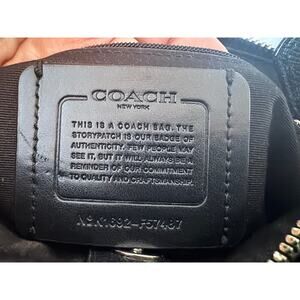 COACH
NEW YORK
THIS IS A COACH BAG. THE
STORYPATCH IS OUR BADGE OF
AUTHENTICITY. FEW PEOPLE MAY
SEE IT, BUT IT WILL ALWAYS BE A
REMINDER OF OUR COMMITMENT
TO QUALITY AND CRAFTSMANSHIP.
Nº K1692-F57487